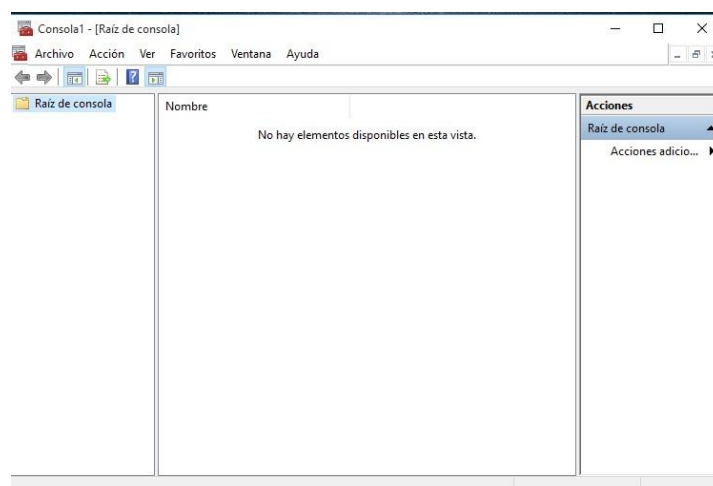 Consola1 - [Raíz de consola]
Archivo Acción Ver Favoritos Ventana Ayuda
Raíz de consola
Nombre
No hay elementos disponibles en esta vista.
Acciones
Raíz de consola
Acciones adicio...